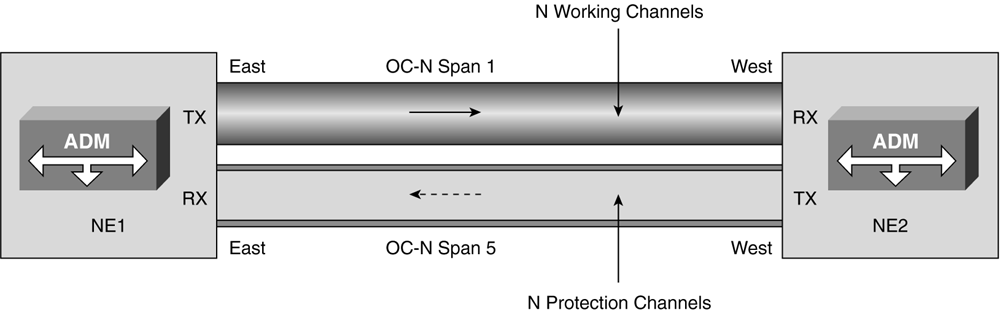 N Working Channels
East OC-N Span 1 West
TX RX
ADM ADM
RX TX
NE1 NE2
East OC-N Span 5 West
N Protection Channels